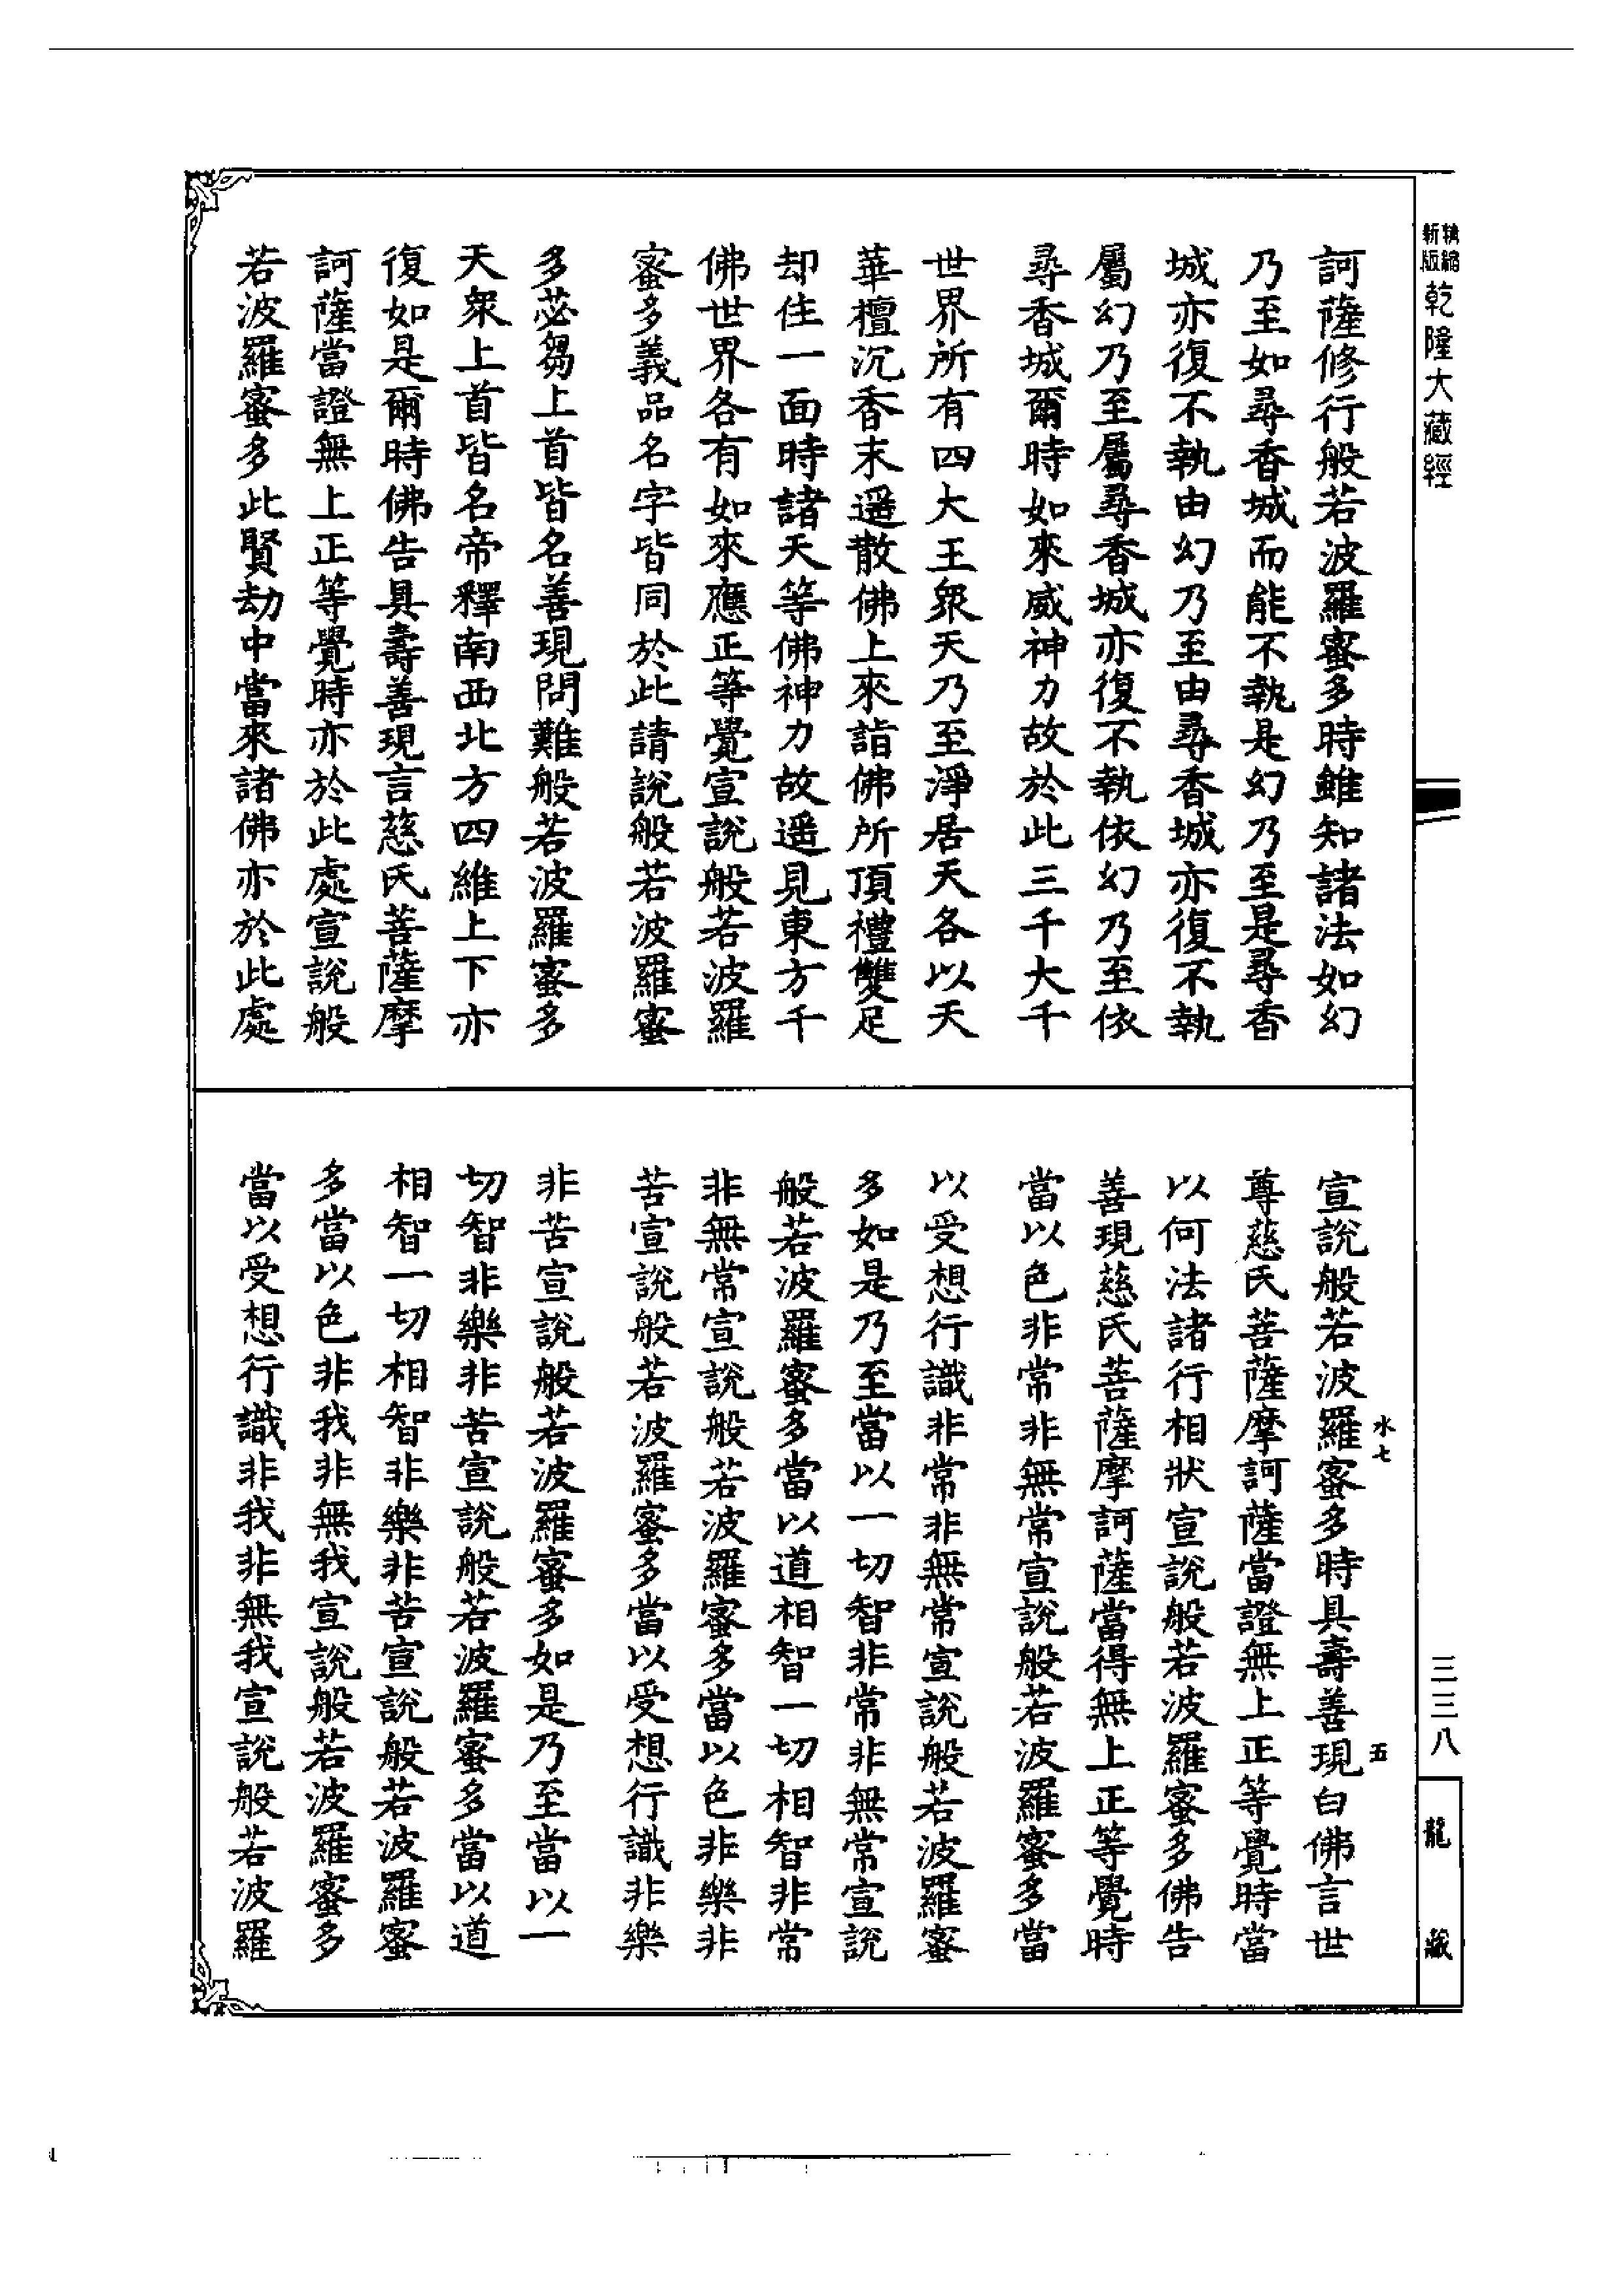 新編縮版乾隆大藏經
訶薩修行般若波羅蜜多時雖知諸法如幻
乃至如尋香城而能不執是幻乃至是尋香
城亦復不執由幻乃至由尋香城亦復不執
屬幻乃至屬尋香城亦復不執依幻乃至依
尋香城爾時如來威神力故於此三千大千
世界所有四大王眾天乃至淨居天各以天
華檀沉香末遥散佛上來詣佛所頂禮雙足
却住一面時諸天等佛神力故遥見東方千
佛世界各有如來應正等覺宣說般若波羅
蜜多義品名字皆同於此請說般若波羅蜜
多苾芻上首皆名善現問難般若波羅蜜多
天眾上首皆名帝釋南西北方四維上下亦
復如是爾時佛告具壽善現言慈氏菩薩摩
訶薩當證無上正等覺時亦於此處宣說般
若波羅蜜多此賢劫中當來諸佛亦於此處
宣說般若波羅蜜多時具壽善現白佛言世
水七
五
尊慈氏菩薩摩訶薩當證無上正等覺時當
以何法諸行相狀宣說般若波羅蜜多佛告
善現慈氏菩薩摩訶薩當得無上正等覺時
當以色非常非無常宣說般若波羅蜜多當
以受想行識非常非無常宣說般若波羅蜜
多如是乃至當以一切智非常非無常宣說
般若波羅蜜多當以道相智一切相智非常
非無常宣說般若波羅蜜多當以色非樂非
苦宣說般若波羅蜜多當以受想行識非樂
非苦宣說般若波羅蜜多如是乃至當以一
切智非樂非苦宣說般若波羅蜜多當以道
相智一切相智非樂非苦宣說般若波羅蜜
多當以色非我非無我宣說般若波羅蜜多
當以受想行識非我非無我宣說般若波羅
三三八
龍藏